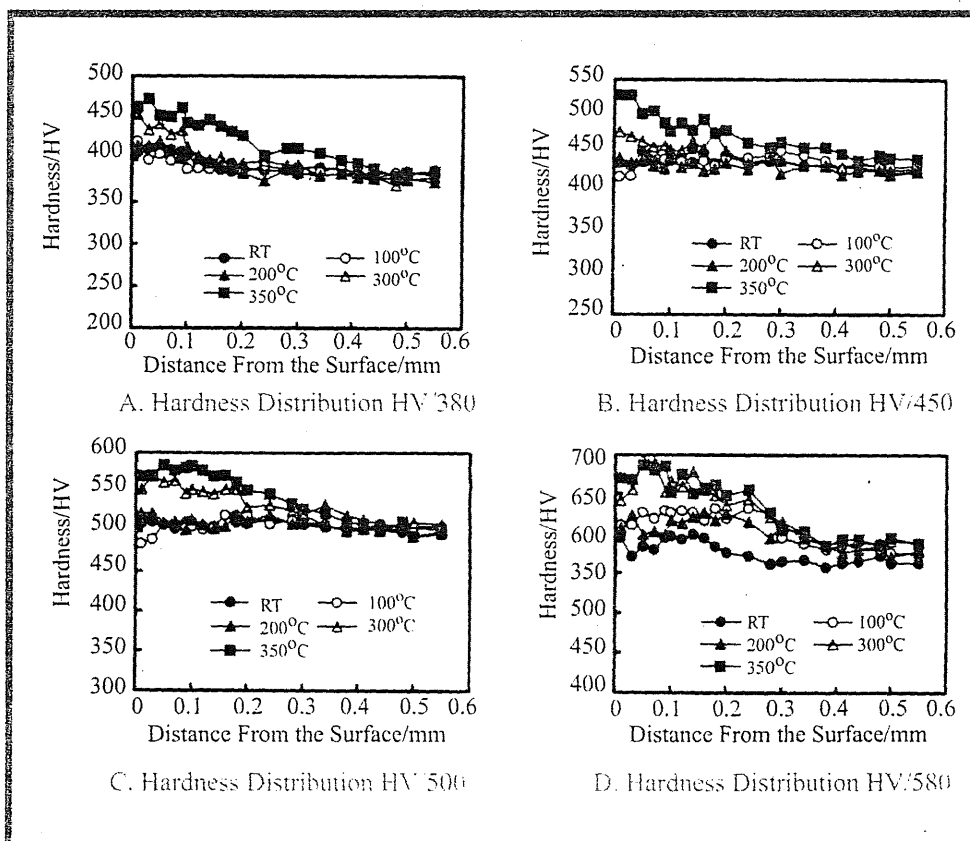 500
450
400
350
300
250
200
Hardness/HV
RT
100°C
200°C
300°C
350°C
0 0.1 0.2 0.3 0.4 0.5 0.6
Distance From the Surface/mm
A. Hardness Distribution HV/380
550
500
450
400
350
300
250
Hardness/HV
RT
100°C
200°C
300°C
350°C
0 0.1 0.2 0.3 0.4 0.5 0.6
Distance From the Surface/mm
B. Hardness Distribution HV/450
600
550
500
450
400
350
300
Hardness/HV
RT
100°C
200°C
300°C
350°C
0 0.1 0.2 0.3 0.4 0.5 0.6
Distance From the Surface/mm
C. Hardness Distribution HV/500
700
650
600
350
500
450
400
Hardness/HV
RT
100°C
200°C
300°C
350°C
0 0.1 0.2 0.3 0.4 0.5 0.6
Distance From the Surface/mm
D. Hardness Distribution HV/580